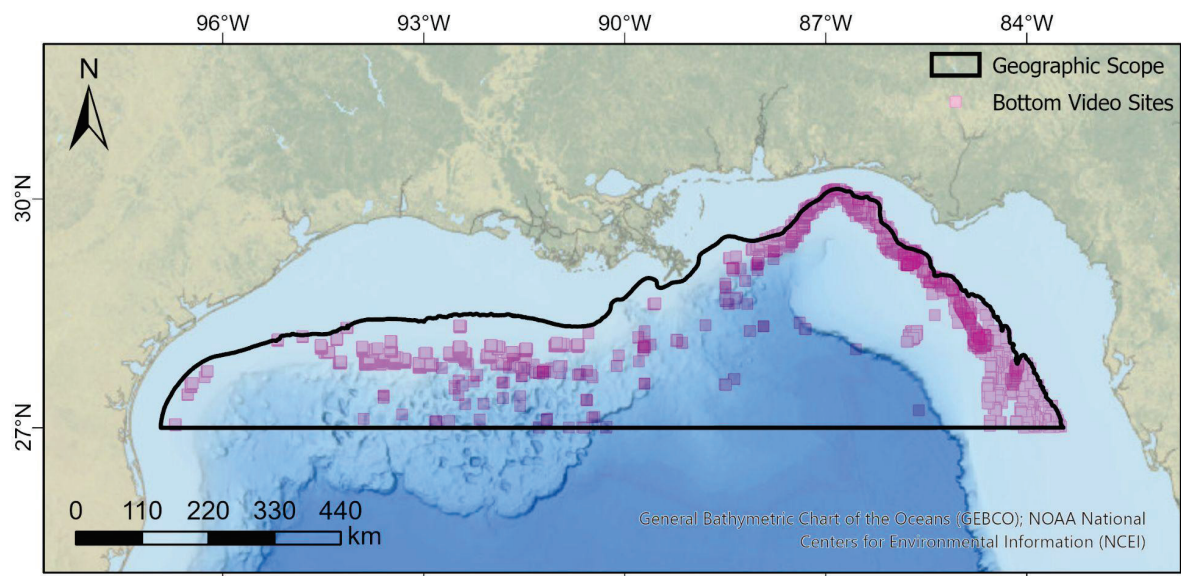 96°W 93°W 90°W 87°W 84°W
N
Geographic Scope
Bottom Video Sites
30°N
27°N
0 110 220 330 440
km
General Bathymetric Chart of the Oceans (GEBCO); NOAA National
Centers for Environmental Information (NCEI)